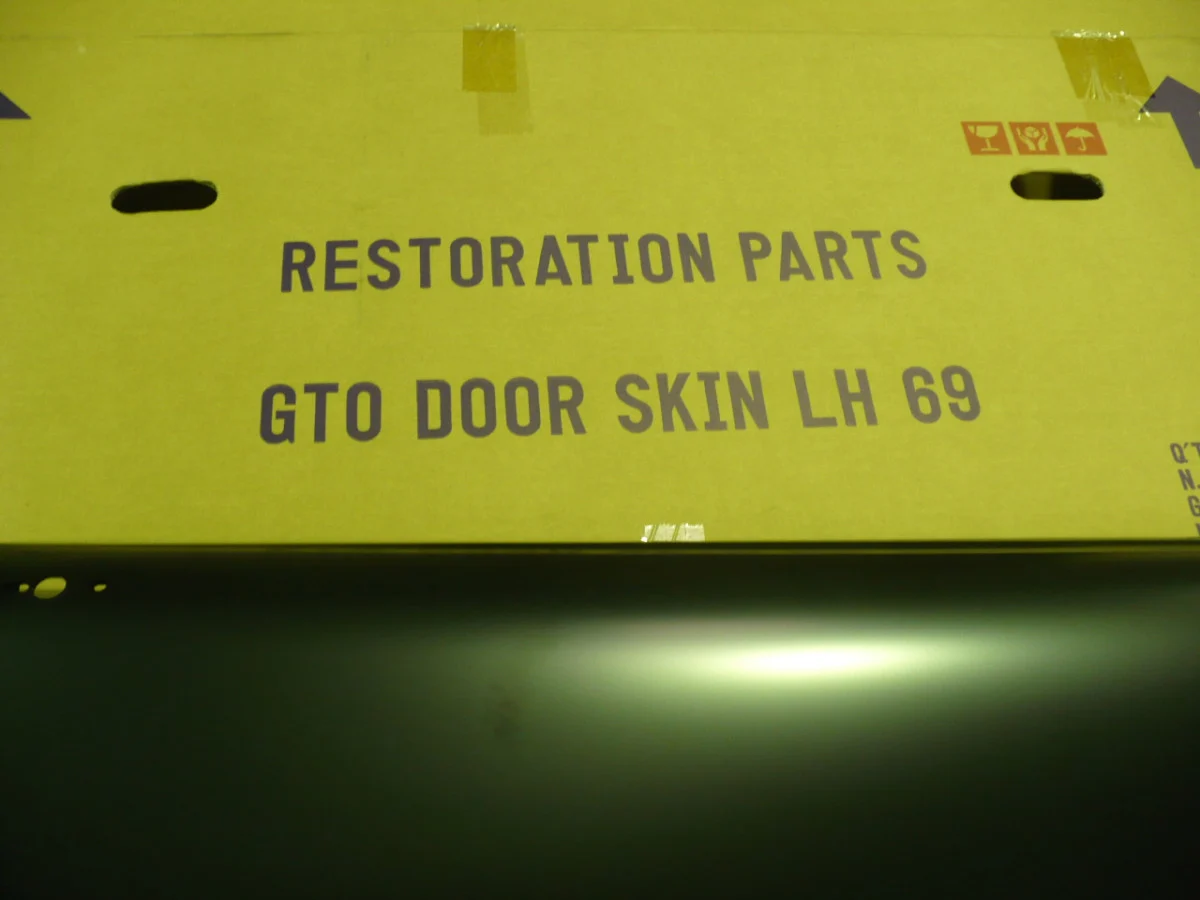 RESTORATION PARTS
GTO DOOR SKIN LH 69
N.
G